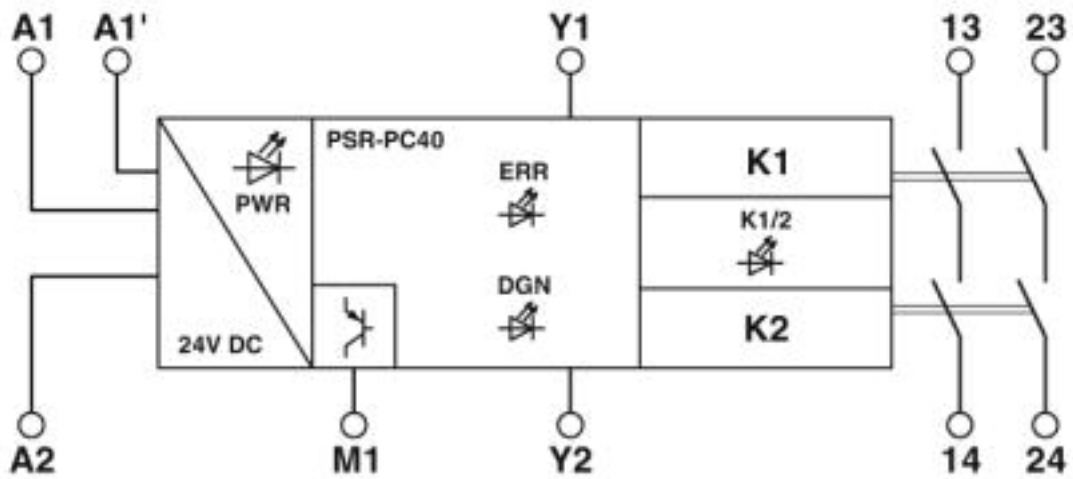 A1 A1' Y1 13 23
PSR-PC40
K1
ERR
PWR
K1/2
DGN
K2
24V DC
A2 M1 Y2 14 24